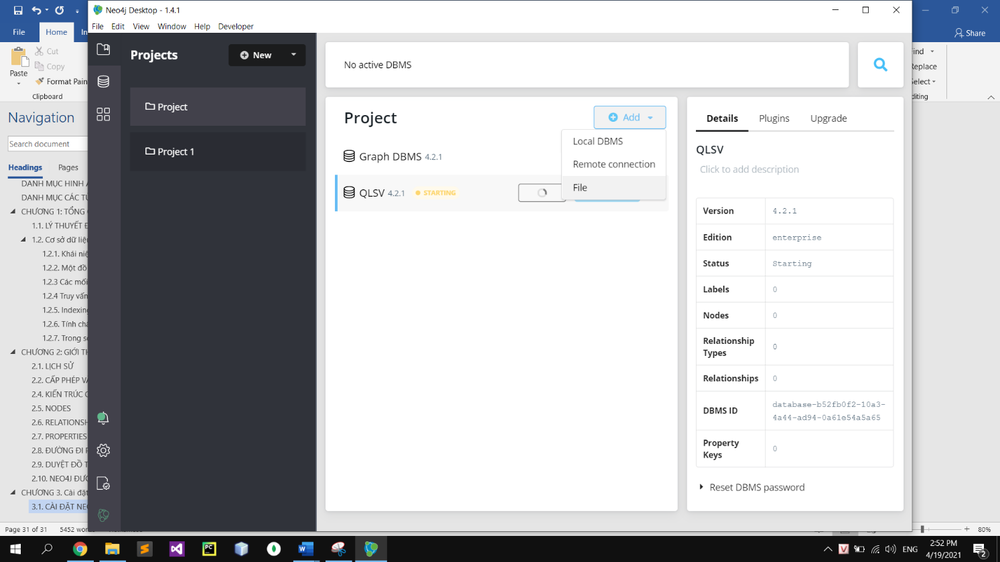 Neo4j Desktop - 1.4.1
File Edit View Window Help Developer
File Home
Share
Paste
Cut
Copy
Format Pain
Clipboard
Replace
Navigation
Search document
Headings Pages
DANH MỤC HÌNH
DANH MỤC CÁC TỪ
CHƯƠNG 1: TỔNG
1.1. LÝ THUYẾT
1.2. Cơ sở dữ liệu
1.2.1. Khái niệ
1.2.2. Một đồ
1.2.3 Các mối
1.2.4 Truy vấn
1.2.5. Indexing
1.2.6. Tính chấ
1.2.7. Trong s
CHƯƠNG 2: GIỚI TH
2.1. LỊCH SỬ
2.2. CẤP PHÉP VÀ
2.4. KIẾN TRÚC
2.5. NODES
2.6. RELATIONSH
2.7. PROPERTIES
2.8. ĐƯỜNG ĐI
2.9. DUYỆT ĐỒ T
2.10. NEO4J ĐƯỢ
CHƯƠNG 3. Cài đặt
3.1. CÀI ĐẶT NEO
Page 31 of 31 5452 wor
80%
Projects
New
Project
Project 1
No active DBMS
Project
Add
Local DBMS
Remote connection
File
Graph DBMS 4.2.1
QLSV 4.2.1 STARTING
Details Plugins Upgrade
QLSV
Click to add description
Version 4.2.1
Edition enterprise
Status Starting
Labels 0
Nodes 0
Relationship
Types 0
Relationships 0
DBMS ID database-b52fb0f2-10a3-
4a44-ad94-0a61e54a5a65
Property
Keys 0
Reset DBMS password
ENG
2:52 PM
4/19/2021
2